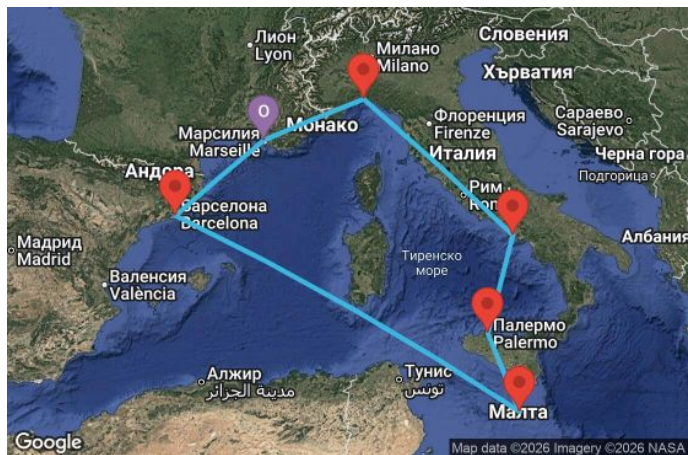 Лион
Lyon
Милано
Milano
Словения
Хърватия
O
Марсилия
Marseille
Монако
Флоренция
Firenze
Сараево
Sarajevo
Италия
Черна гора
Подгорица
Андора
Рим
Барселона
Barcelona
Мадрид
Madrid
Албания
Тиренско
море
Валенсия
València
Палермо
Palermo
Алжир
مدينة الجزائر
Тунис
تونس
Малта
Google
Map data ©2026 Imagery ©2026 NASA